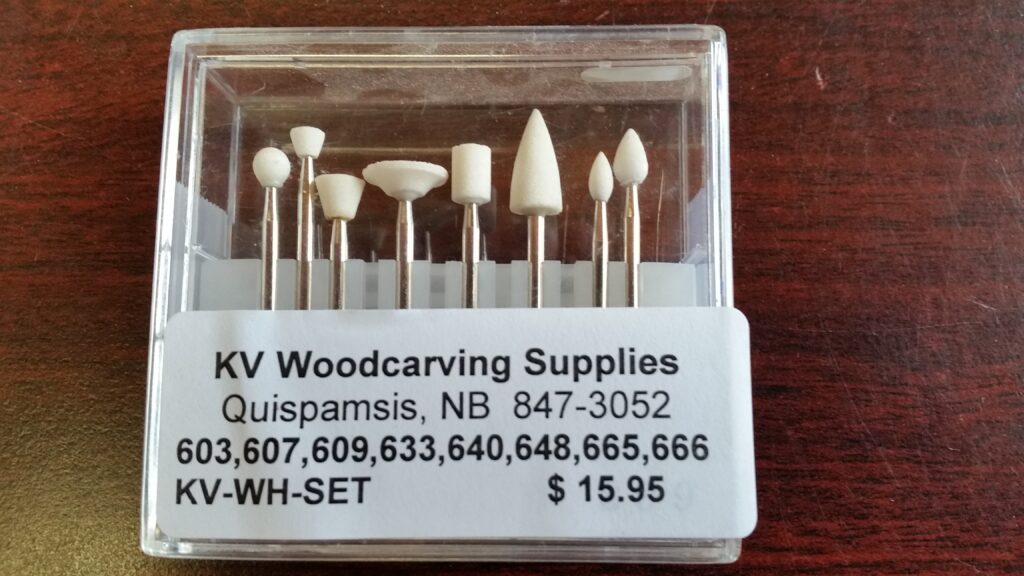 KV Woodcarving Supplies
Quispamsis, NB 847-3052
603,607,609,633,640,648,665,666
KV-WH-SET $ 15.95